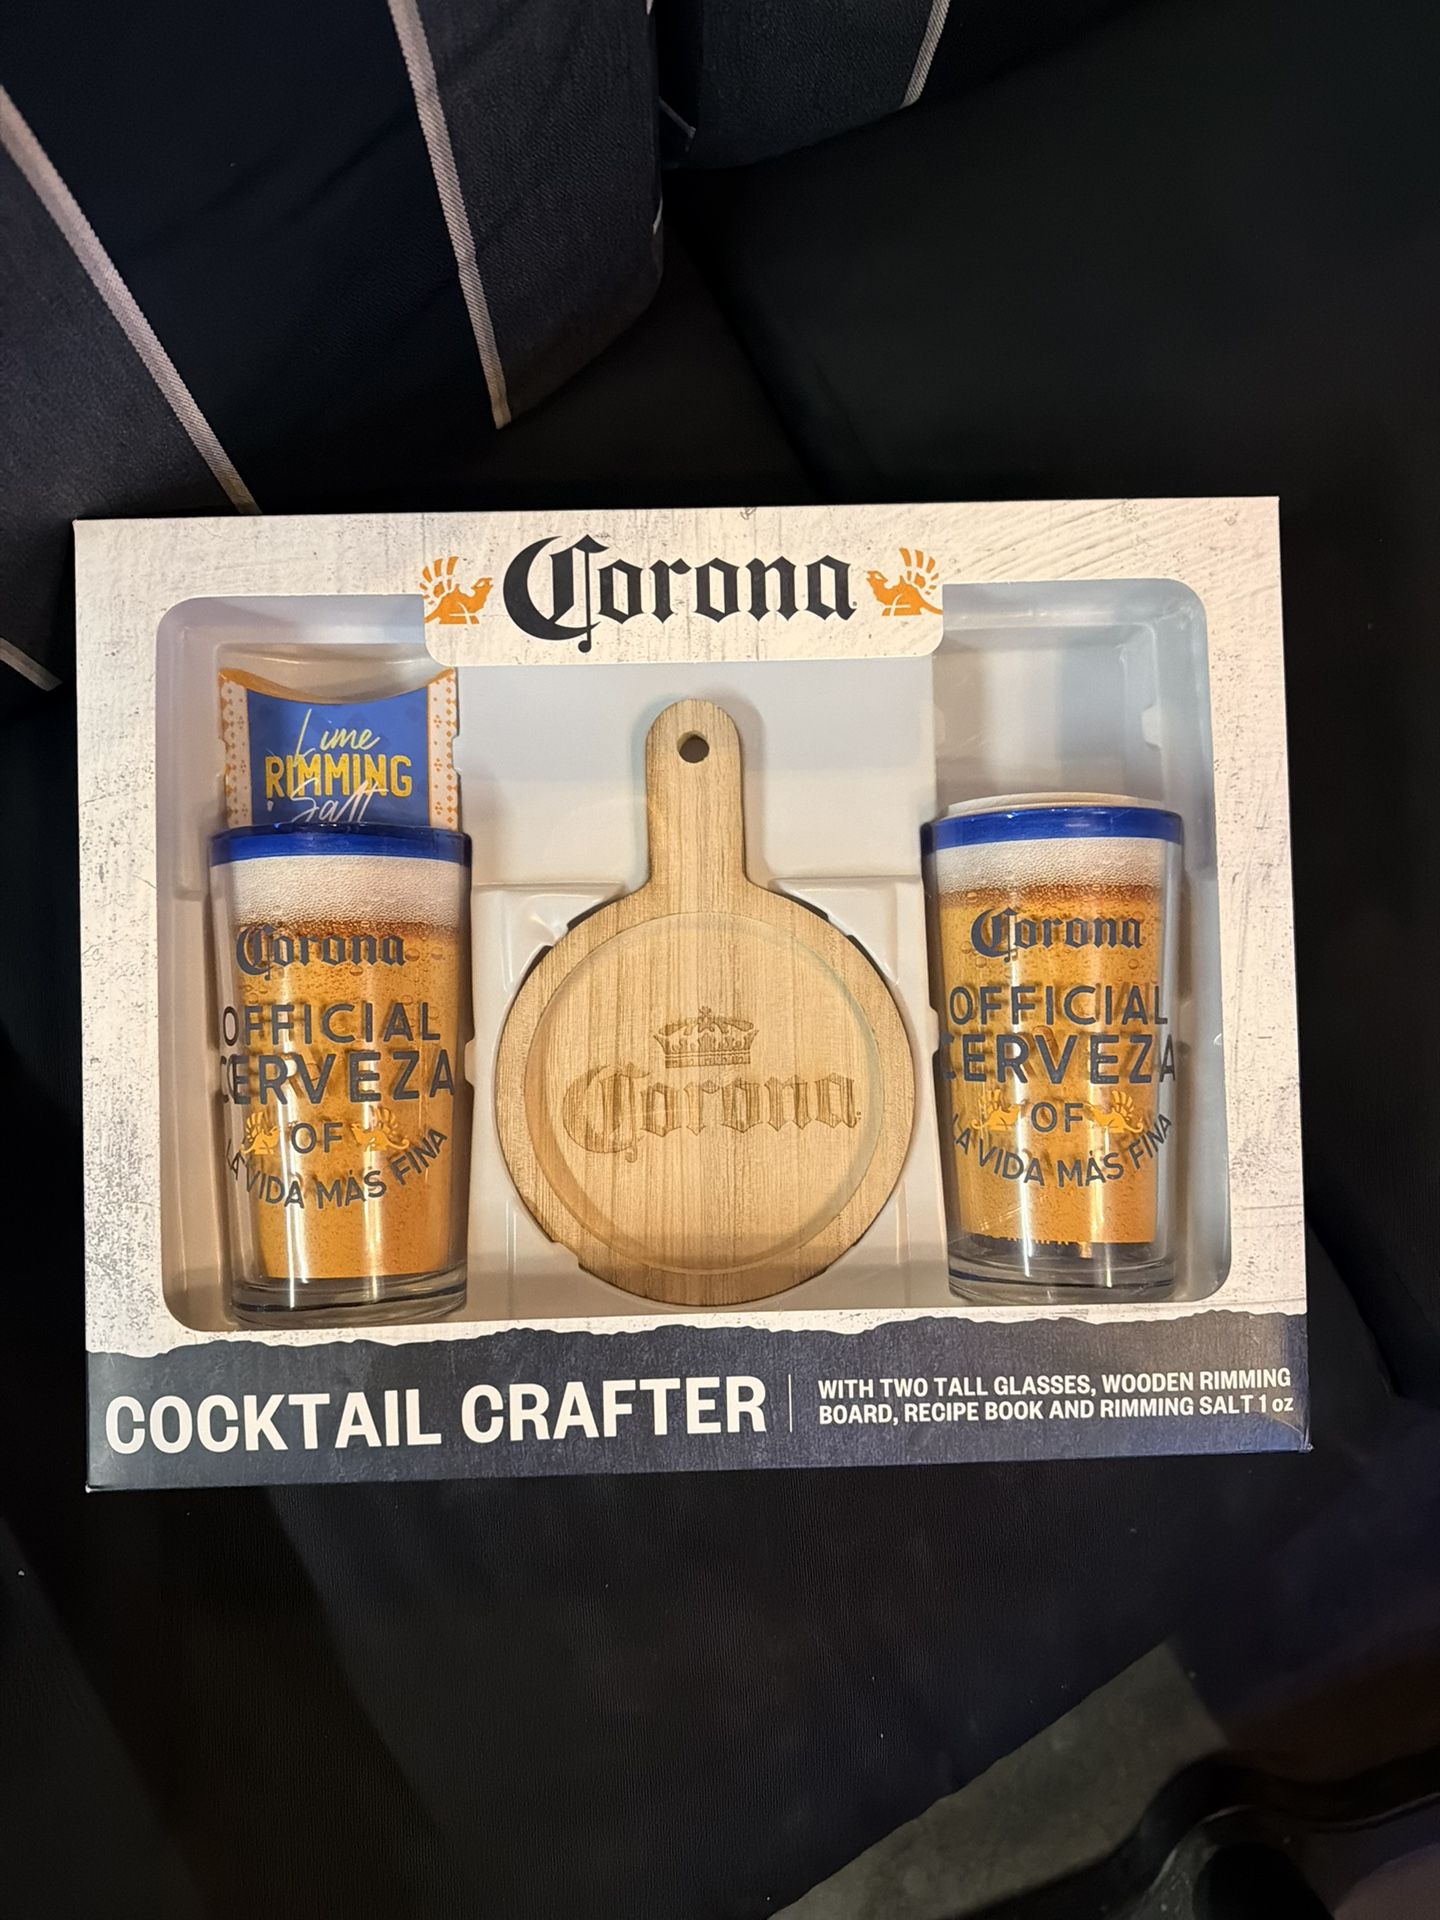 Corona
Lime
RIMMING
Salt
Corona
OFFICIAL
CERVEZA
OF
LA VIDA MÁS FINA
Corona
Corona
OFFICIAL
CERVEZA
OF
LA VIDA MÁS FINA
COCKTAIL CRAFTER
WITH TWO TALL GLASSES, WOODEN RIMMING
BOARD, RECIPE BOOK AND RIMMING SALT 1 oz